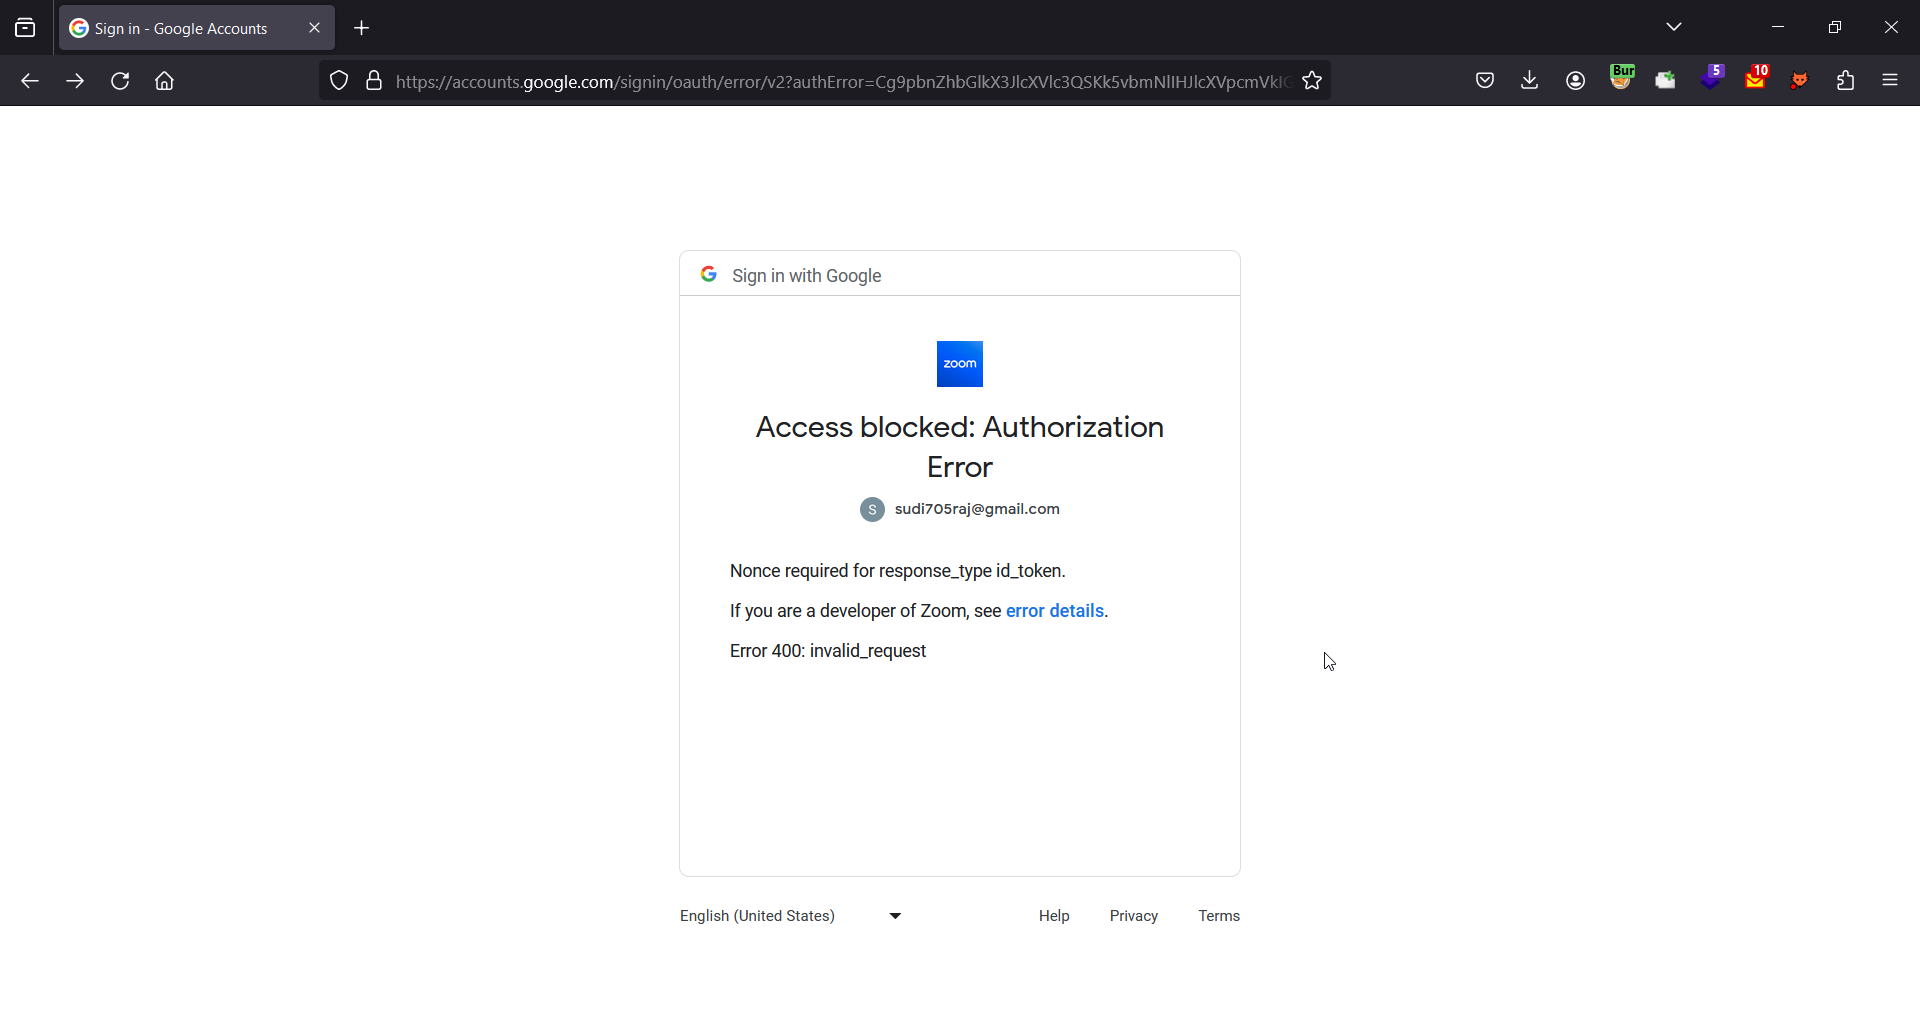 Sign in - Google Accounts
https://accounts.google.com/signin/oauth/error/v2?authError=Cg9pbnZhbGlkX3JlcXVlc3QSKk5vbmNlIHJlcXVpcmVkIG
Bur
5
10
Sign in with Google
zoom
Access blocked: Authorization
Error
S sudi705raj@gmail.com
Nonce required for response_type id_token.
If you are a developer of Zoom, see error details.
Error 400: invalid_request
English (United States)
Help Privacy Terms